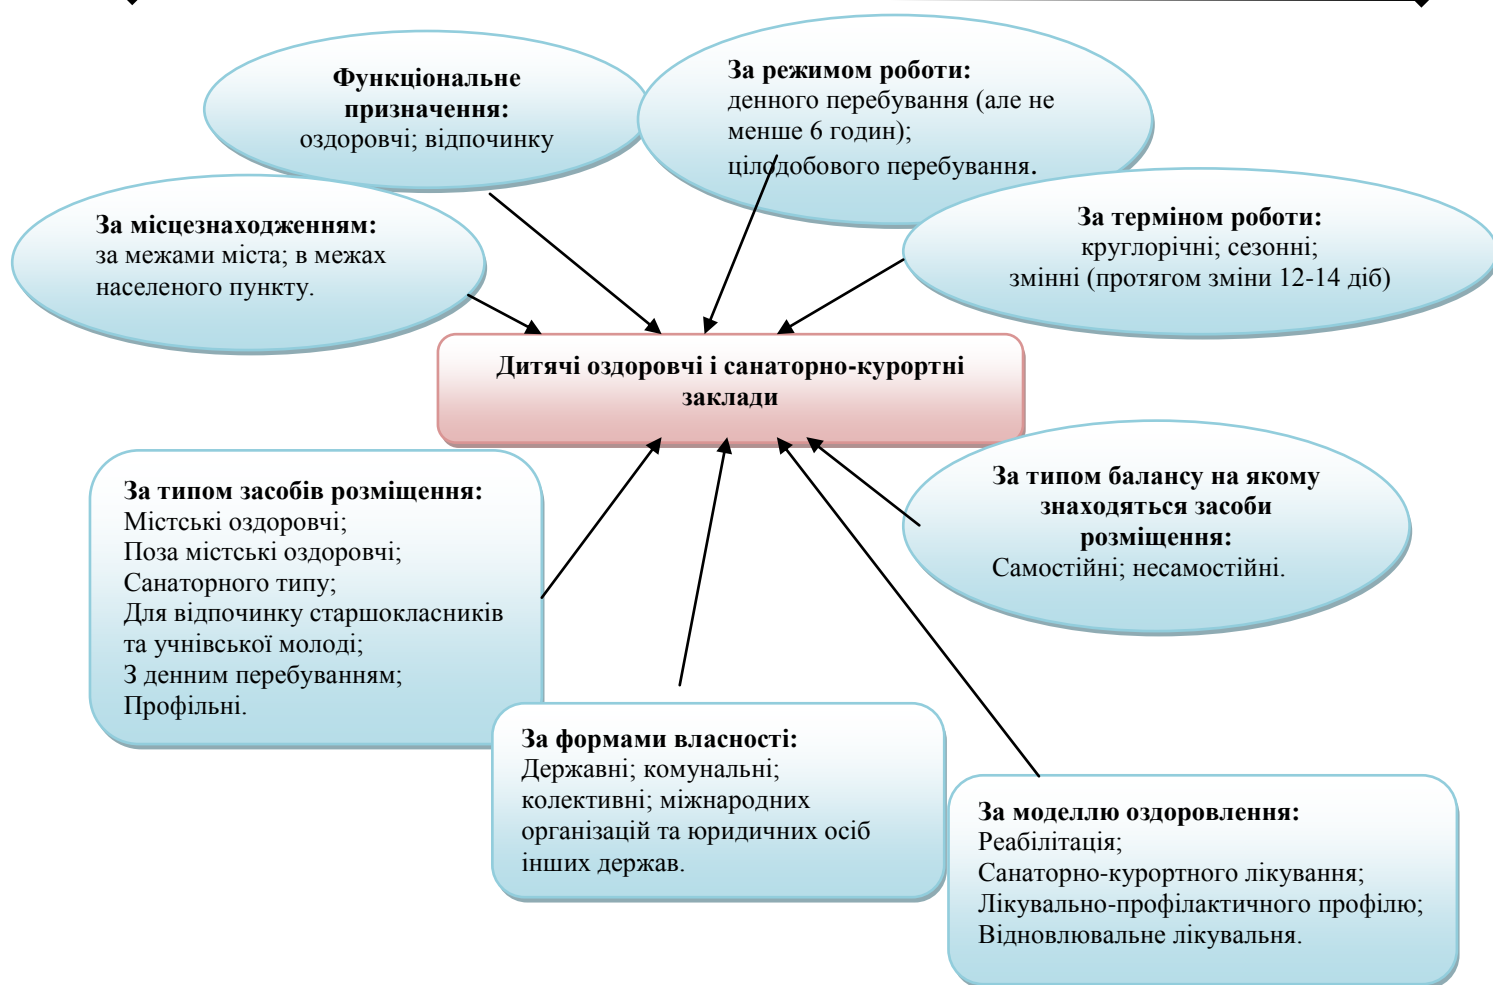 Функціональне
призначення:
оздоровчі; відпочинку
За режимом роботи:
денного перебування (але не
менше 6 годин);
цілодобового перебування.
За місцезнаходженням:
за межами міста; в межах
населеного пункту.
За терміном роботи:
круглорічні; сезонні;
змінні (протягом зміни 12-14 діб)
Дитячі оздоровчі і санаторно-курортні
заклади
За типом засобів розміщення:
Містські оздоровчі;
Поза містські оздоровчі;
Санаторного типу;
Для відпочинку старшокласників
та учнівської молоді;
З денним перебуванням;
Профільні.
За типом балансу на якому
знаходяться засоби
розміщення:
Самостійні; несамостійні.
За формами власності:
Державні; комунальні;
колективні; міжнародних
організацій та юридичних осіб
інших держав.
За моделлю оздоровлення:
Реабілітація;
Санаторно-курортного лікування;
Лікувально-профілактичного профілю;
Відновлювальне лікувальня.